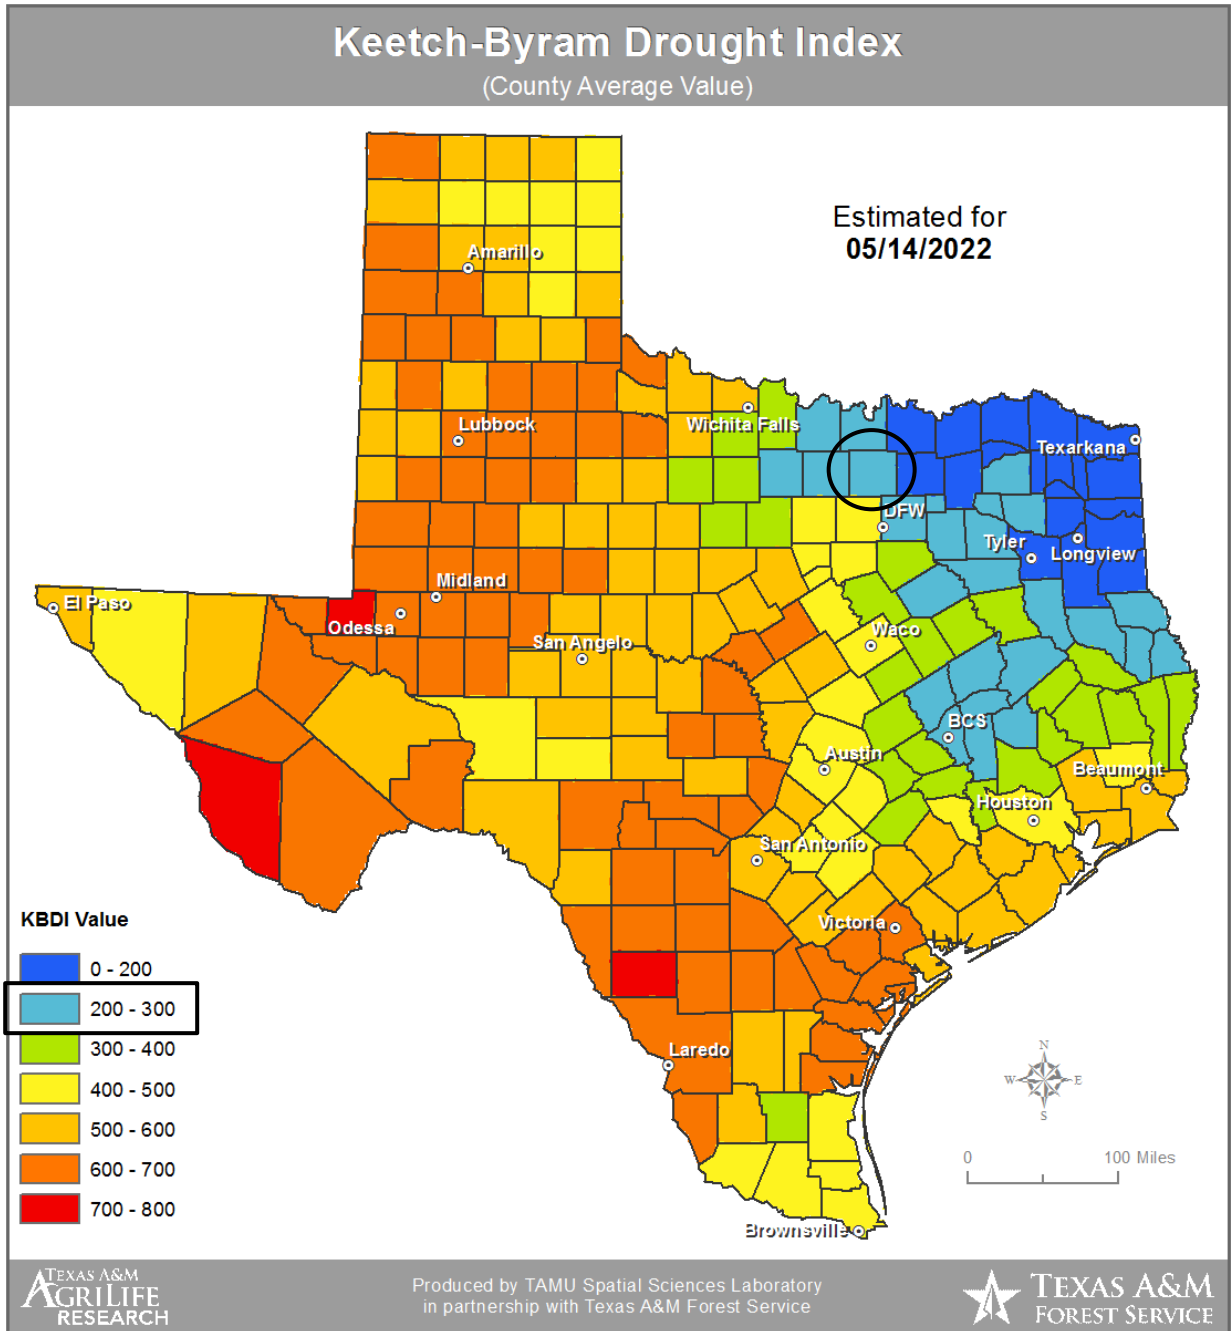 Keetch-Byram Drought Index
(County Average Value)
Estimated for
05/14/2022
Amarillo
Lubbock
Wichita Falls
Texarkana
DFW
Tyler
Longview
Midland
El Paso
Odessa
San Angelo
Waco
BCS
Austin
Beaumont
Houston
San Antonio
Victoria
Laredo
Brownsville
KBDI Value
0 - 200
200 - 300
300 - 400
400 - 500
500 - 600
600 - 700
700 - 800
N
W
E
S
0 100 Miles
TEXAS A&M
AGRILIFE
RESEARCH
Produced by TAMU Spatial Sciences Laboratory
in partnership with Texas A&M Forest Service
TEXAS A&M
FOREST SERVICE